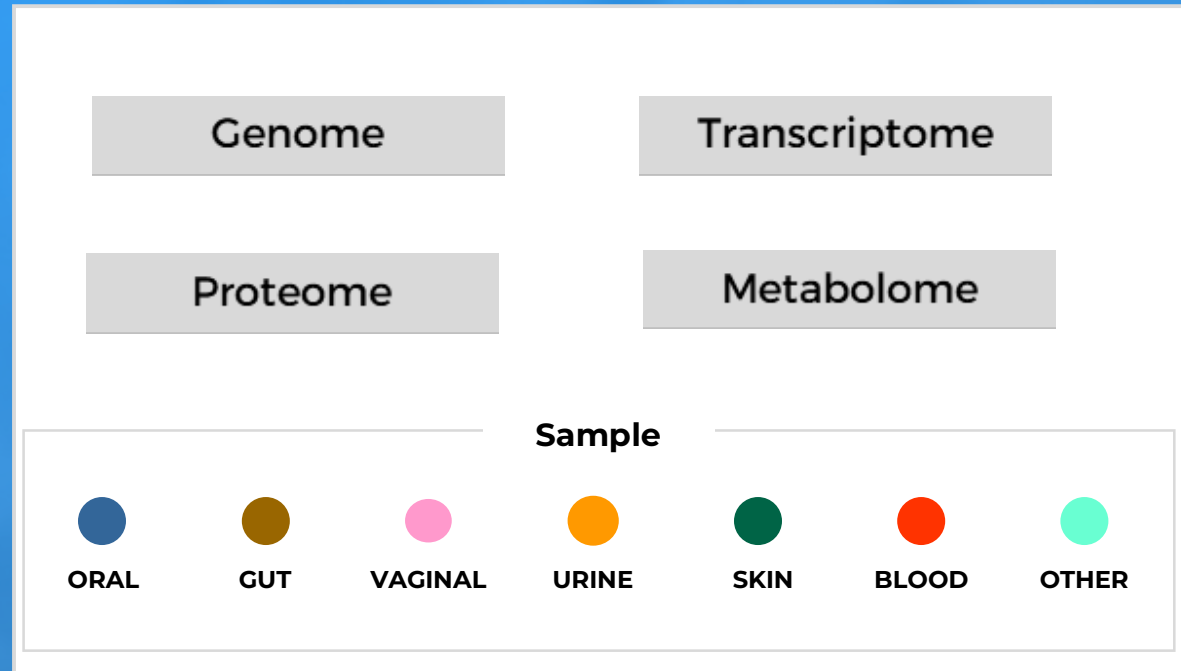 Genome
Transcriptome
Proteome
Metabolome
Sample
ORAL
GUT
VAGINAL
URINE
SKIN
BLOOD
OTHER